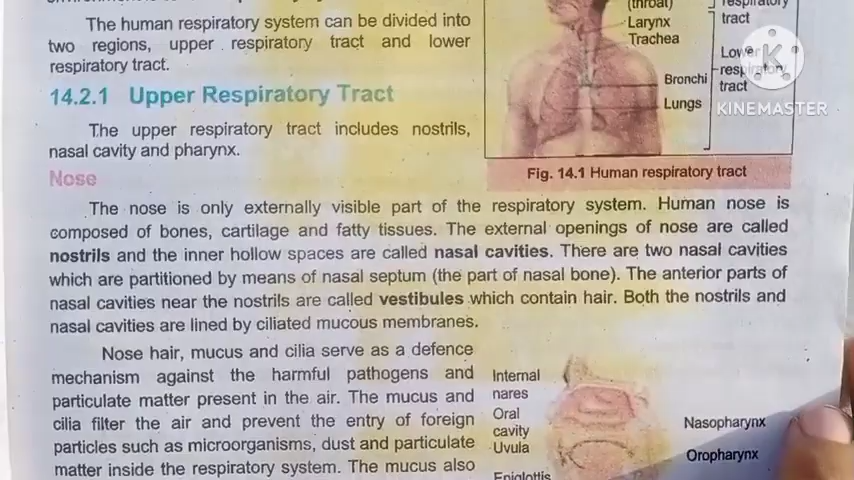 The human respiratory system can be divided into
two regions, upper respiratory tract and lower
respiratory tract.
14.2.1 Upper Respiratory Tract
The upper respiratory tract includes nostrils,
nasal cavity and pharynx.
Nose
(throat)
Larynx
Trachea
Bronchi
Lungs
respiratory
tract
Lower
respiratory
tract
KINEMASTER
Fig. 14.1 Human respiratory tract
The nose is only externally visible part of the respiratory system. Human nose is
composed of bones, cartilage and fatty tissues. The external openings of nose are called
nostrils and the inner hollow spaces are called nasal cavities. There are two nasal cavities
which are partitioned by means of nasal septum (the part of nasal bone). The anterior parts of
nasal cavities near the nostrils are called vestibules which contain hair. Both the nostrils and
nasal cavities are lined by ciliated mucous membranes.
Nose hair, mucus and cilia serve as a defence
mechanism against the harmful pathogens and
particulate matter present in the air. The mucus and
cilia filter the air and prevent the entry of foreign
particles such as microorganisms, dust and particulate
matter inside the respiratory system. The mucus also
Internal
nares
Oral
cavity
Uvula
Epiglottis
Nasopharynx
Oropharynx